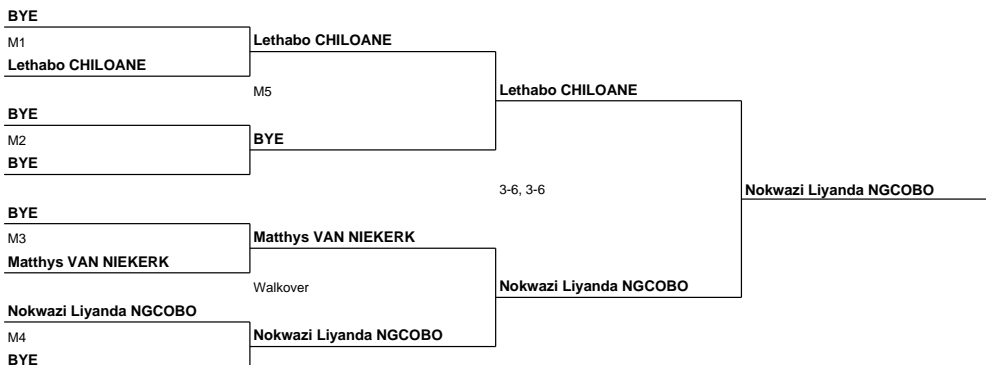 BYE
M1
Lethabo CHILOANE
Lethabo CHILOANE
M5
Lethabo CHILOANE
BYE
M2
BYE
BYE
3-6, 3-6
Nokwazi Liyanda NGCOBO
BYE
M3
Matthys VAN NIEKERK
Matthys VAN NIEKERK
Walkover
Nokwazi Liyanda NGCOBO
Nokwazi Liyanda NGCOBO
M4
Nokwazi Liyanda NGCOBO
BYE